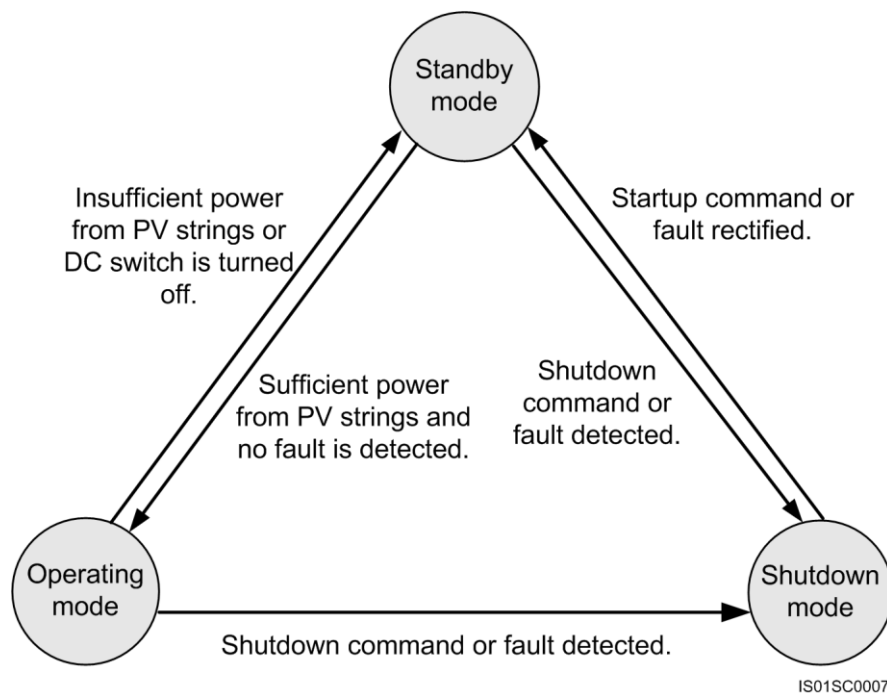 Standby
mode
Insufficient power
from PV strings or
DC switch is turned
off.
Startup command or
fault rectified.
Sufficient power
from PV strings and
no fault is detected.
Shutdown
command or
fault detected.
Operating
mode
Shutdown
mode
Shutdown command or fault detected.
IS01SC0007